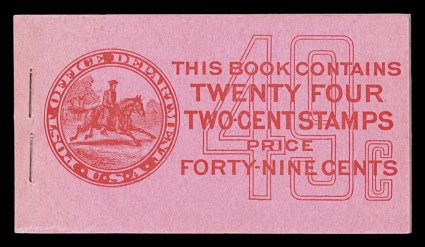 POST OFFICE DEPARTMENT
U.S.A.
49c
THIS BOOK CONTAINS
TWENTY FOUR
TWO-CENT STAMPS
PRICE
FORTY-NINE CENTS